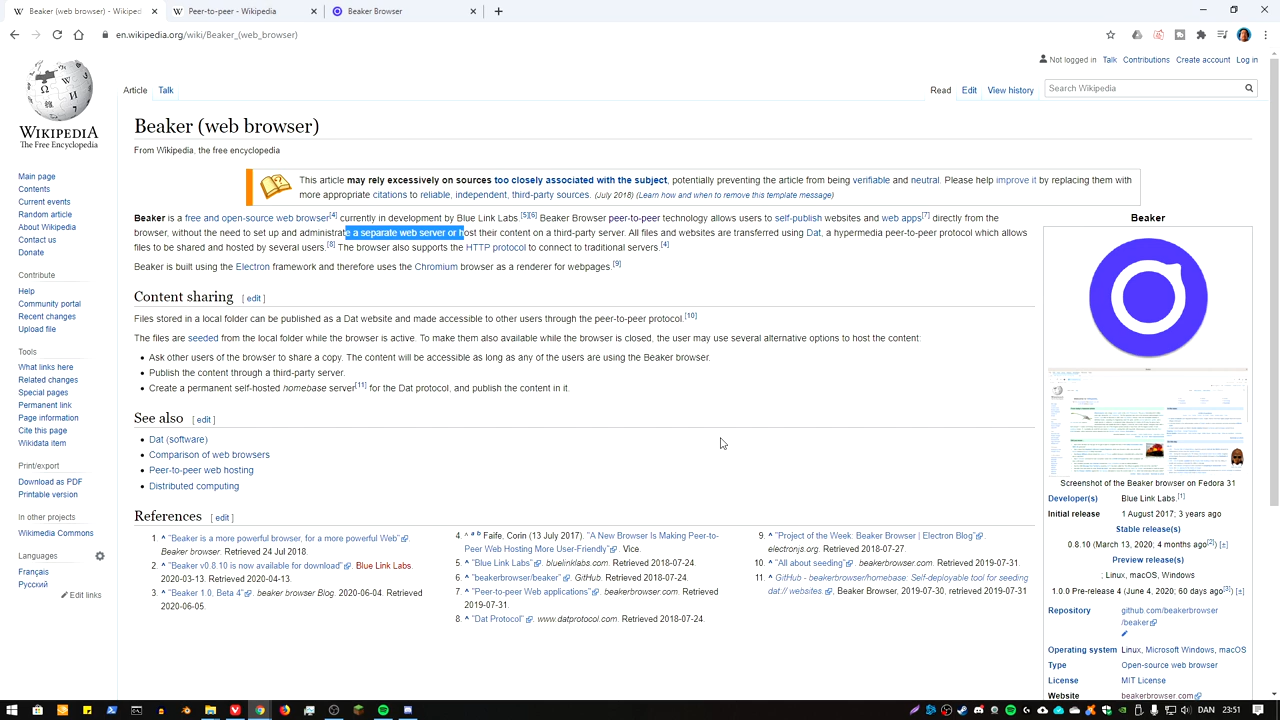 Beaker (web browser) - Wikiped
Peer-to-peer - Wikipedia
Beaker Browser
en.wikipedia.org/wiki/Beaker_(web_browser)
Not logged in Talk Contributions Create account Log in
Article Talk
Read Edit View history
Search Wikipedia
WIKIPEDIA
The Free Encyclopedia
Main page
Contents
Current events
Random article
About Wikipedia
Contact us
Donate
Contribute
Help
Community portal
Recent changes
Upload file
Tools
What links here
Related changes
Special pages
Permanent link
Page information
Cite this page
Wikidata item
Print/export
Download as PDF
Printable version
In other projects
Wikimedia Commons
Languages
Français
Русский
Edit links
Beaker (web browser)
From Wikipedia, the free encyclopedia
This article may rely excessively on sources too closely associated with the subject, potentially preventing the article from being verifiable and neutral. Please help improve it by replacing them with
more appropriate citations to reliable, independent, third-party sources. (July 2018) (Learn how and when to remove this template message)
Beaker is a free and open-source web browser[4] currently in development by Blue Link Labs.[5][6] Beaker Browser peer-to-peer technology allows users to self-publish websites and web apps[7] directly from the
browser, without the need to set up and administrate a separate web server or host their content on a third-party server. All files and websites are transferred using Dat, a hypermedia peer-to-peer protocol which allows
files to be shared and hosted by several users.[8] The browser also supports the HTTP protocol to connect to traditional servers.[4]
Beaker is built using the Electron framework and therefore uses the Chromium browser as a renderer for webpages.[9]
Content sharing [ edit ]
Files stored in a local folder can be published as a Dat website and made accessible to other users through the peer-to-peer protocol.[10]
The files are seeded from the local folder while the browser is active. To make them also available while the browser is closed, the user may use several alternative options to host the content:
• Ask other users of the browser to share a copy. The content will be accessible as long as any of the users are using the Beaker browser.
• Publish the content through a third-party server.
• Create a permanent self-hosted homebase server[11] for the Dat protocol, and publish the content in it.
See also [ edit ]
• Dat (software)
• Comparison of web browsers
• Peer-to-peer web hosting
• Distributed computing
References [ edit ]
1. ^ "Beaker is a more powerful browser, for a more powerful Web".
Beaker browser. Retrieved 24 Jul 2018.
2. ^ "Beaker v0.8.10 is now available for download". Blue Link Labs.
2020-03-13. Retrieved 2020-04-13.
3. ^ "Beaker 1.0, Beta 4". beaker browser Blog. 2020-06-04. Retrieved
2020-06-05.
4. ^ a b Faife, Corin (13 July 2017). "A New Browser Is Making Peer-to-
Peer Web Hosting More User-Friendly". Vice.
5. ^ "Blue Link Labs". bluelinklabs.com. Retrieved 2018-07-24.
6. ^ "beakerbrowser/beaker". GitHub. Retrieved 2018-07-24.
7. ^ "Peer-to-peer Web applications". beakerbrowser.com. Retrieved
2019-07-31.
8. ^ "Dat Protocol". www.datprotocol.com. Retrieved 2018-07-24.
9. ^ "Project of the Week: Beaker Browser | Electron Blog".
electronjs.org. Retrieved 2018-07-27.
10. ^ "All about seeding". beakerbrowser.com. Retrieved 2019-07-31.
11. ^ GitHub - beakerbrowser/homebase: Self-deployable tool for seeding
dat:// websites., Beaker Browser, 2019-07-30, retrieved 2019-07-31
Beaker
Screenshot of the Beaker browser on Fedora 31
Developer(s) Blue Link Labs.[1]
Initial release 1 August 2017; 3 years ago
Stable release(s)
0.8.10 (March 13, 2020; 4 months ago[2]) [±]
Preview release(s)
; Linux, macOS, Windows
1.0.0 Pre-release 4 (June 4, 2020; 60 days ago[3]) [±]
Repository github.com/beakerbrowser
/beaker
Operating system Linux, Microsoft Windows, macOS
Type Open-source web browser
License MIT License
Website beakerbrowser.com
DAN 23:51